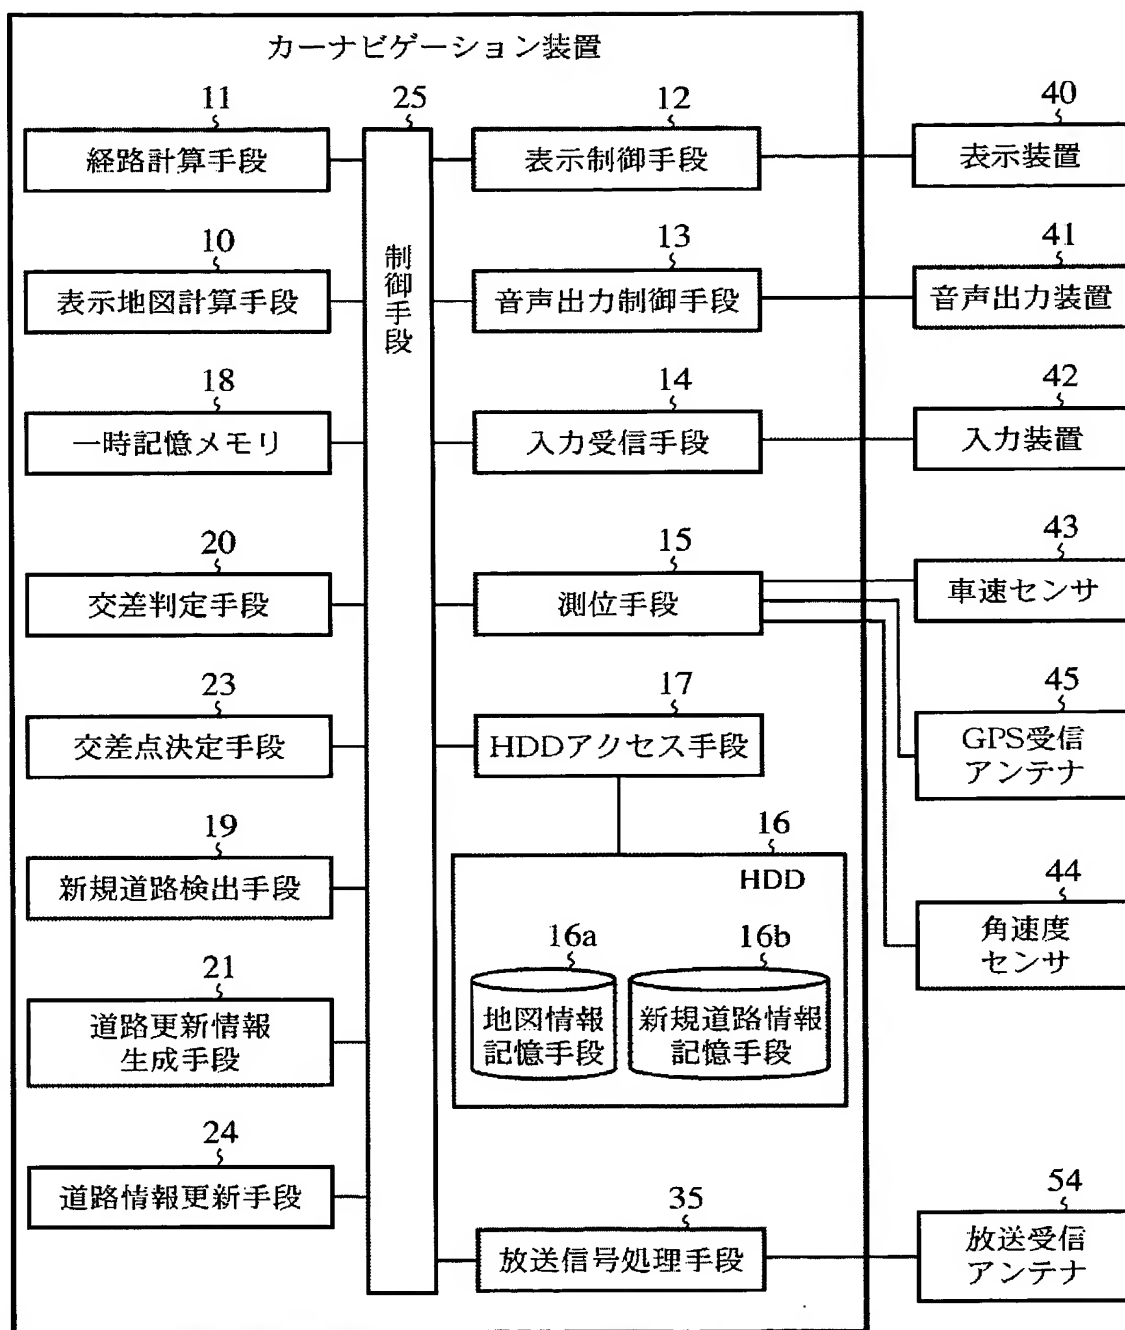 カーナビゲーション装置
11
経路計算手段
25
制御手段
12
表示制御手段
40
表示装置
10
表示地図計算手段
13
音声出力制御手段
41
音声出力装置
18
一時記憶メモリ
14
入力受信手段
42
入力装置
20
交差判定手段
15
測位手段
43
車速センサ
23
交差点決定手段
17
HDDアクセス手段
45
GPS受信
アンテナ
19
新規道路検出手段
16
HDD
16a
地図情報
記憶手段
16b
新規道路情報
記憶手段
44
角速度
センサ
21
道路更新情報
生成手段
24
道路情報更新手段
35
放送信号処理手段
54
放送受信
アンテナ